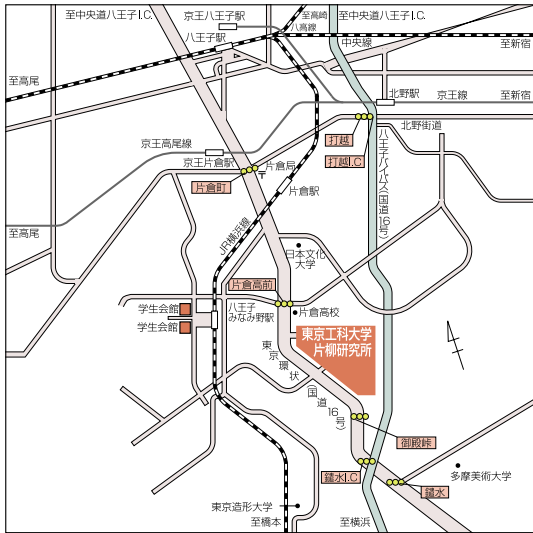 至中央道八王子I.C.
京王八王子駅
至高崎
八高線
至中央道八王子I.C.
八王子駅
中央線
至新宿
至高尾
北野駅
京王線
至新宿
打越
北野街道
京王高尾線
打越I.C
京王片倉駅
片倉局
〒
片倉町
片倉駅
八王子バイパス(国道16号)
至高尾
JR横浜線
日本文化
大学
片倉高前
学生会館
八王子
みなみ野駅
片倉高校
学生会館
東京工科大学
片柳研究所
東京環状(国道16号)
御殿峠
鑓水I.C
多摩美術大学
鑓水
東京造形大学
至橋本
至横浜